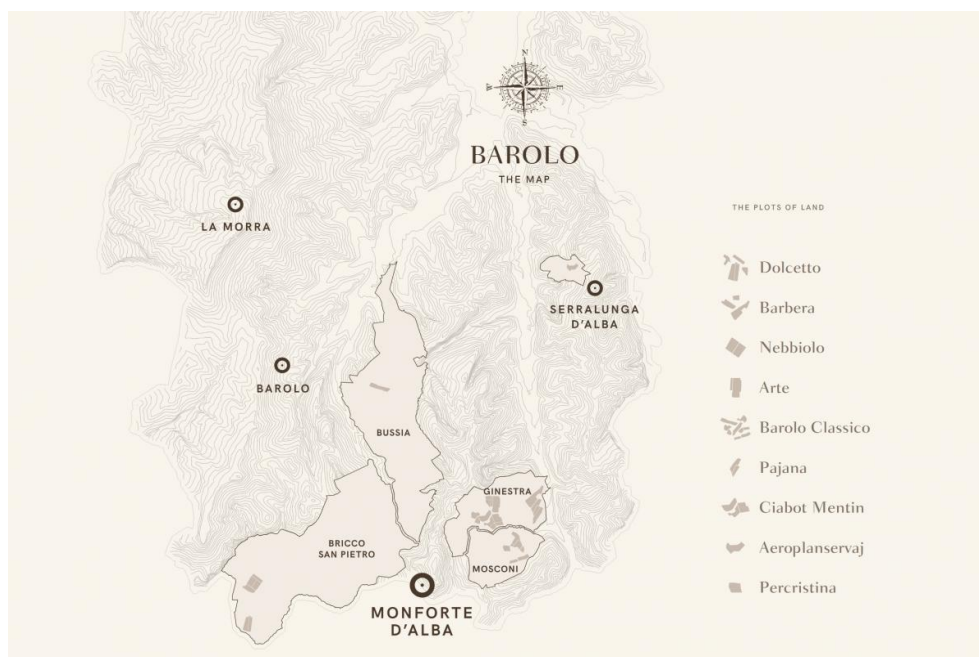 N
W
E
S
BAROLO
THE MAP
LA MORRA
THE PLOTS OF LAND
Dolcetto
Barbera
Nebbiolo
Arte
Barolo Classico
Pajana
Ciabot Mentin
Aeroplanservaj
Percristina
SERRALUNGA
D'ALBA
BAROLO
BUSSIA
GINESTRA
BRICCO
SAN PIETRO
MOSCONI
MONFORTE
D'ALBA